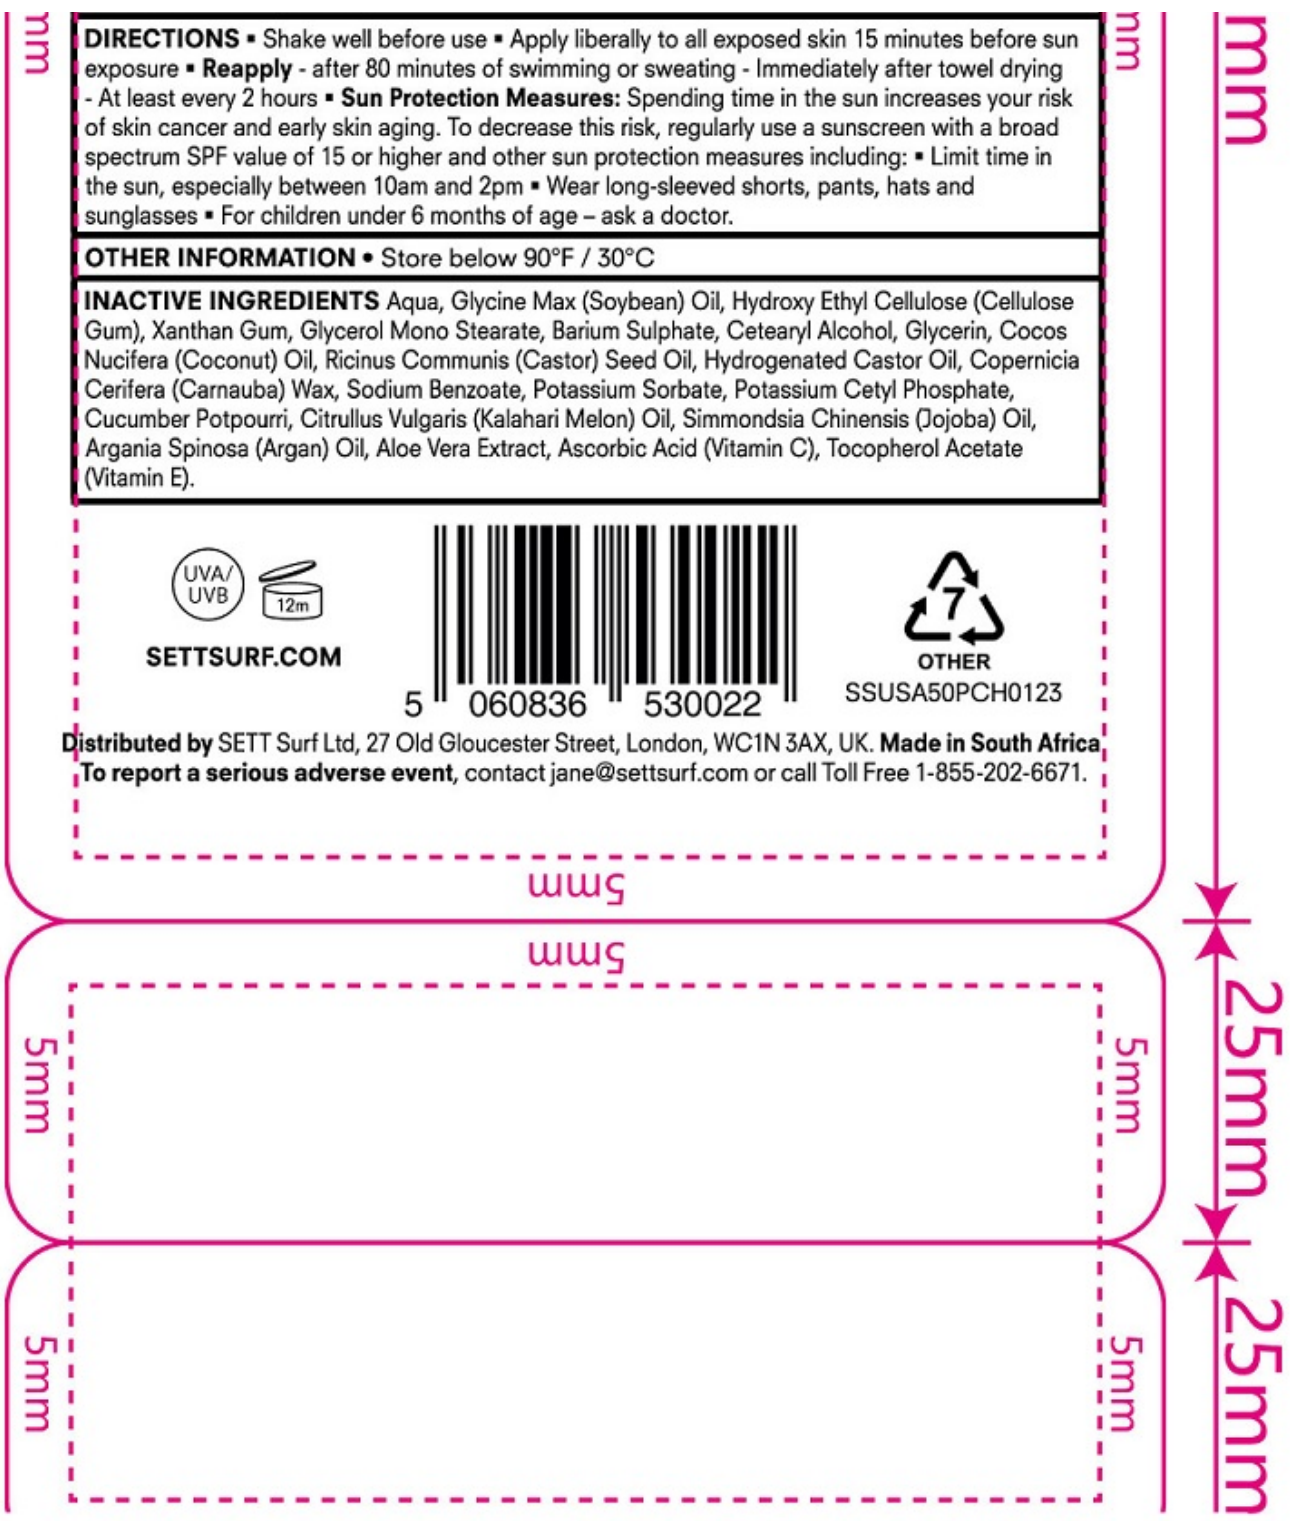 mm
mm
mm
DIRECTIONS ▪ Shake well before use ▪ Apply liberally to all exposed skin 15 minutes before sun
exposure ▪ Reapply - after 80 minutes of swimming or sweating - Immediately after towel drying
- At least every 2 hours ▪ Sun Protection Measures: Spending time in the sun increases your risk
of skin cancer and early skin aging. To decrease this risk, regularly use a sunscreen with a broad
spectrum SPF value of 15 or higher and other sun protection measures including: ▪ Limit time in
the sun, especially between 10am and 2pm ▪ Wear long-sleeved shorts, pants, hats and
sunglasses ▪ For children under 6 months of age – ask a doctor.
OTHER INFORMATION • Store below 90°F / 30°C
INACTIVE INGREDIENTS Aqua, Glycine Max (Soybean) Oil, Hydroxy Ethyl Cellulose (Cellulose
Gum), Xanthan Gum, Glycerol Mono Stearate, Barium Sulphate, Cetearyl Alcohol, Glycerin, Cocos
Nucifera (Coconut) Oil, Ricinus Communis (Castor) Seed Oil, Hydrogenated Castor Oil, Copernicia
Cerifera (Carnauba) Wax, Sodium Benzoate, Potassium Sorbate, Potassium Cetyl Phosphate,
Cucumber Potpourri, Citrullus Vulgaris (Kalahari Melon) Oil, Simmondsia Chinensis (Jojoba) Oil,
Argania Spinosa (Argan) Oil, Aloe Vera Extract, Ascorbic Acid (Vitamin C), Tocopherol Acetate
(Vitamin E).
UVA/
UVB
12m
SETTSURF.COM
5 060836 530022
7
OTHER
SSUSA50PCH0123
Distributed by SETT Surf Ltd, 27 Old Gloucester Street, London, WC1N 3AX, UK. Made in South Africa
To report a serious adverse event, contact jane@settsurf.com or call Toll Free 1-855-202-6671.
5mm
5mm
5mm
5mm
25mm
5mm
5mm
25mm